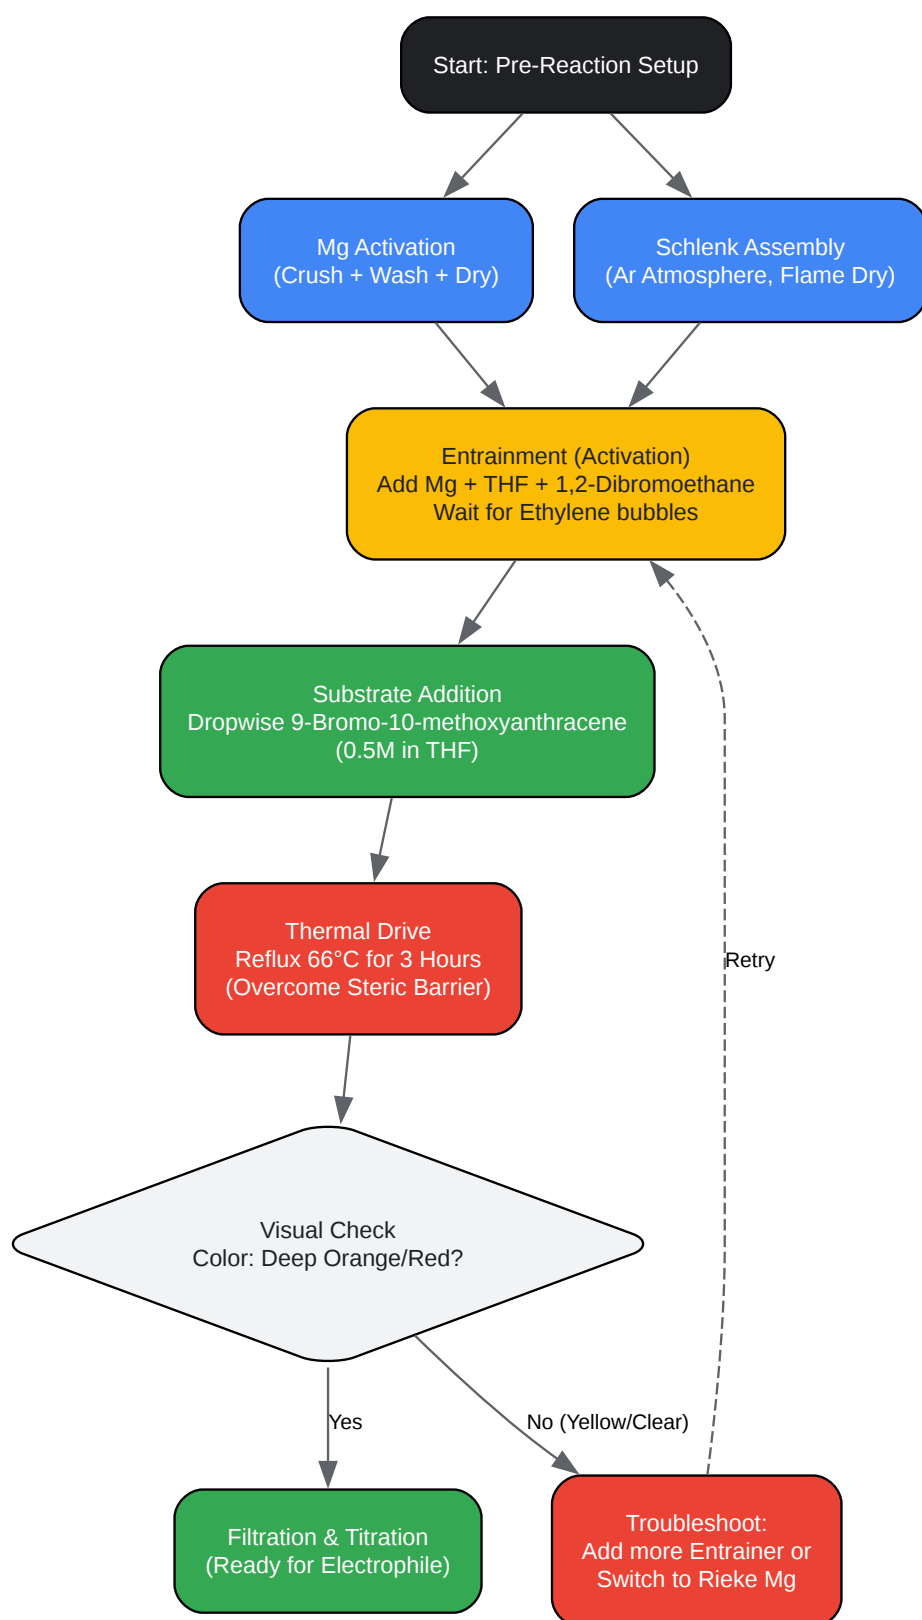 Start: Pre-Reaction Setup
Mg Activation
(Crush + Wash + Dry)
Schlenk Assembly
(Ar Atmosphere, Flame Dry)
Entrainment (Activation)
Add Mg + THF + 1,2-Dibromoethane
Wait for Ethylene bubbles
Substrate Addition
Dropwise 9-Bromo-10-methoxyanthracene
(0.5M in THF)
Thermal Drive
Reflux 66°C for 3 Hours
(Overcome Steric Barrier)
Retry
Visual Check
Color: Deep Orange/Red?
Yes
No (Yellow/Clear)
Filtration & Titration
(Ready for Electrophile)
Troubleshoot:
Add more Entrainer or
Switch to Rieke Mg